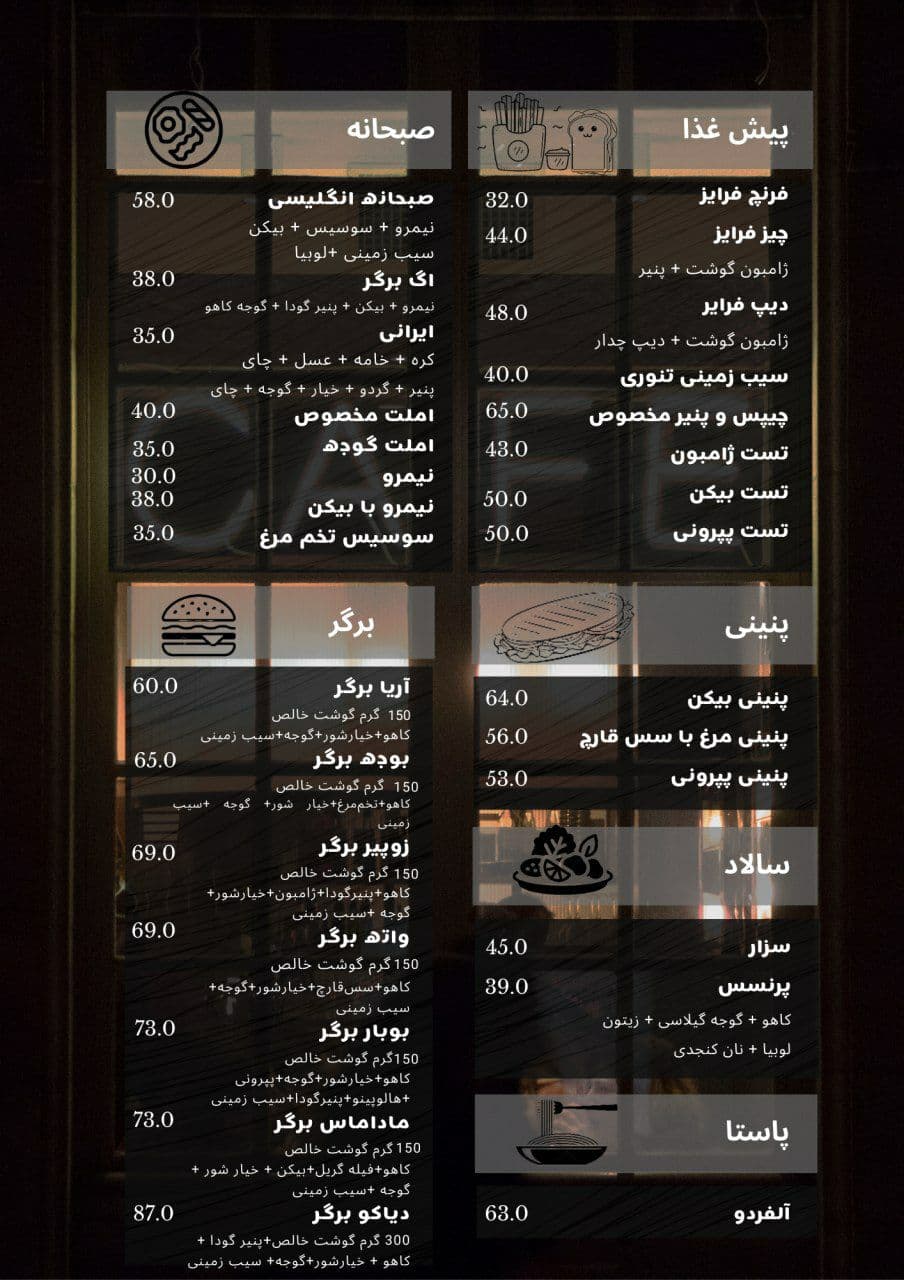 پیش غذا
فرنچ فرایز 32.0
چیز فرایز 44.0
ژامبون گوشت + پنیر
دیپ فرایر 48.0
ژامبون گوشت + دیپ چدار
سیب زمینی تنوری 40.0
چیپس و پنیر مخصوص 65.0
تست ژامبون 43.0
تست بیکن 50.0
تست پپرونی 50.0
پنینی
پنینی بیکن 64.0
پنینی مرغ با سس قارچ 56.0
پنینی پپرونی 53.0
سالاد
سزار 45.0
پرنسس 39.0
کاهو + گوجه گیلاسی + زیتون
لوبیا + نان کنجدی
پاستا
آلفردو 63.0
صبحانه
صبحانه انگلیسی 58.0
نیمرو + سوسیس + بیکن
سیب زمینی +لوبیا
اگ برگر 38.0
نیمرو + بیکن + پنیر گودا + گوجه کاهو
ایرانی 35.0
کره + خامه + عسل + چای
پنیر + گردو + خیار + گوجه + چای
املت مخصوص 40.0
املت گوجه 35.0
نیمرو 30.0
نیمرو با بیکن 38.0
سوسیس تخم مرغ 35.0
برگر
آریا برگر 60.0
150 گرم گوشت خالص
کاهو+خیارشور+گوجه+سیب زمینی
بوجه برگر 65.0
150 گرم گوشت خالص
کاهو+تخم‌مرغ+خیار شور+ گوجه +سیب
زمینی
زوپیر برگر 69.0
150 گرم گوشت خالص
کاهو+پنیرگودا+ژامبون+خیارشور+
گوجه +سیب زمینی
واته برگر 69.0
150گرم گوشت خالص
کاهو+سس‌قارچ+خیارشور+گوجه+
سیب زمینی
بوبار برگر 73.0
150گرم گوشت خالص
کاهو+خیارشور+گوجه+پپرونی
+هالوپینو+پنیرگودا+سیب زمینی
ماداماس برگر 73.0
150گرم گوشت خالص
کاهو+فیله گریل+بیکن + خیار شور +
گوجه +سیب زمینی
دیاکو برگر 87.0
300 گرم گوشت خالص+پنیر گودا +
کاهو + خیارشور+گوجه+ سیب زمینی
CAFE